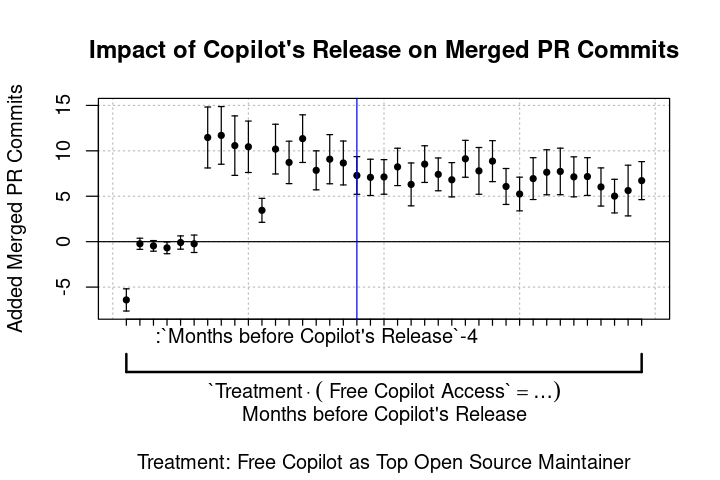 Impact of Copilot's Release on Merged PR Commits
Added Merged PR Commits
15
10
5
0
-5
:`Months before Copilot's Release`-4
`Treatment · ( Free Copilot Access` = …)
Months before Copilot's Release
Treatment: Free Copilot as Top Open Source Maintainer